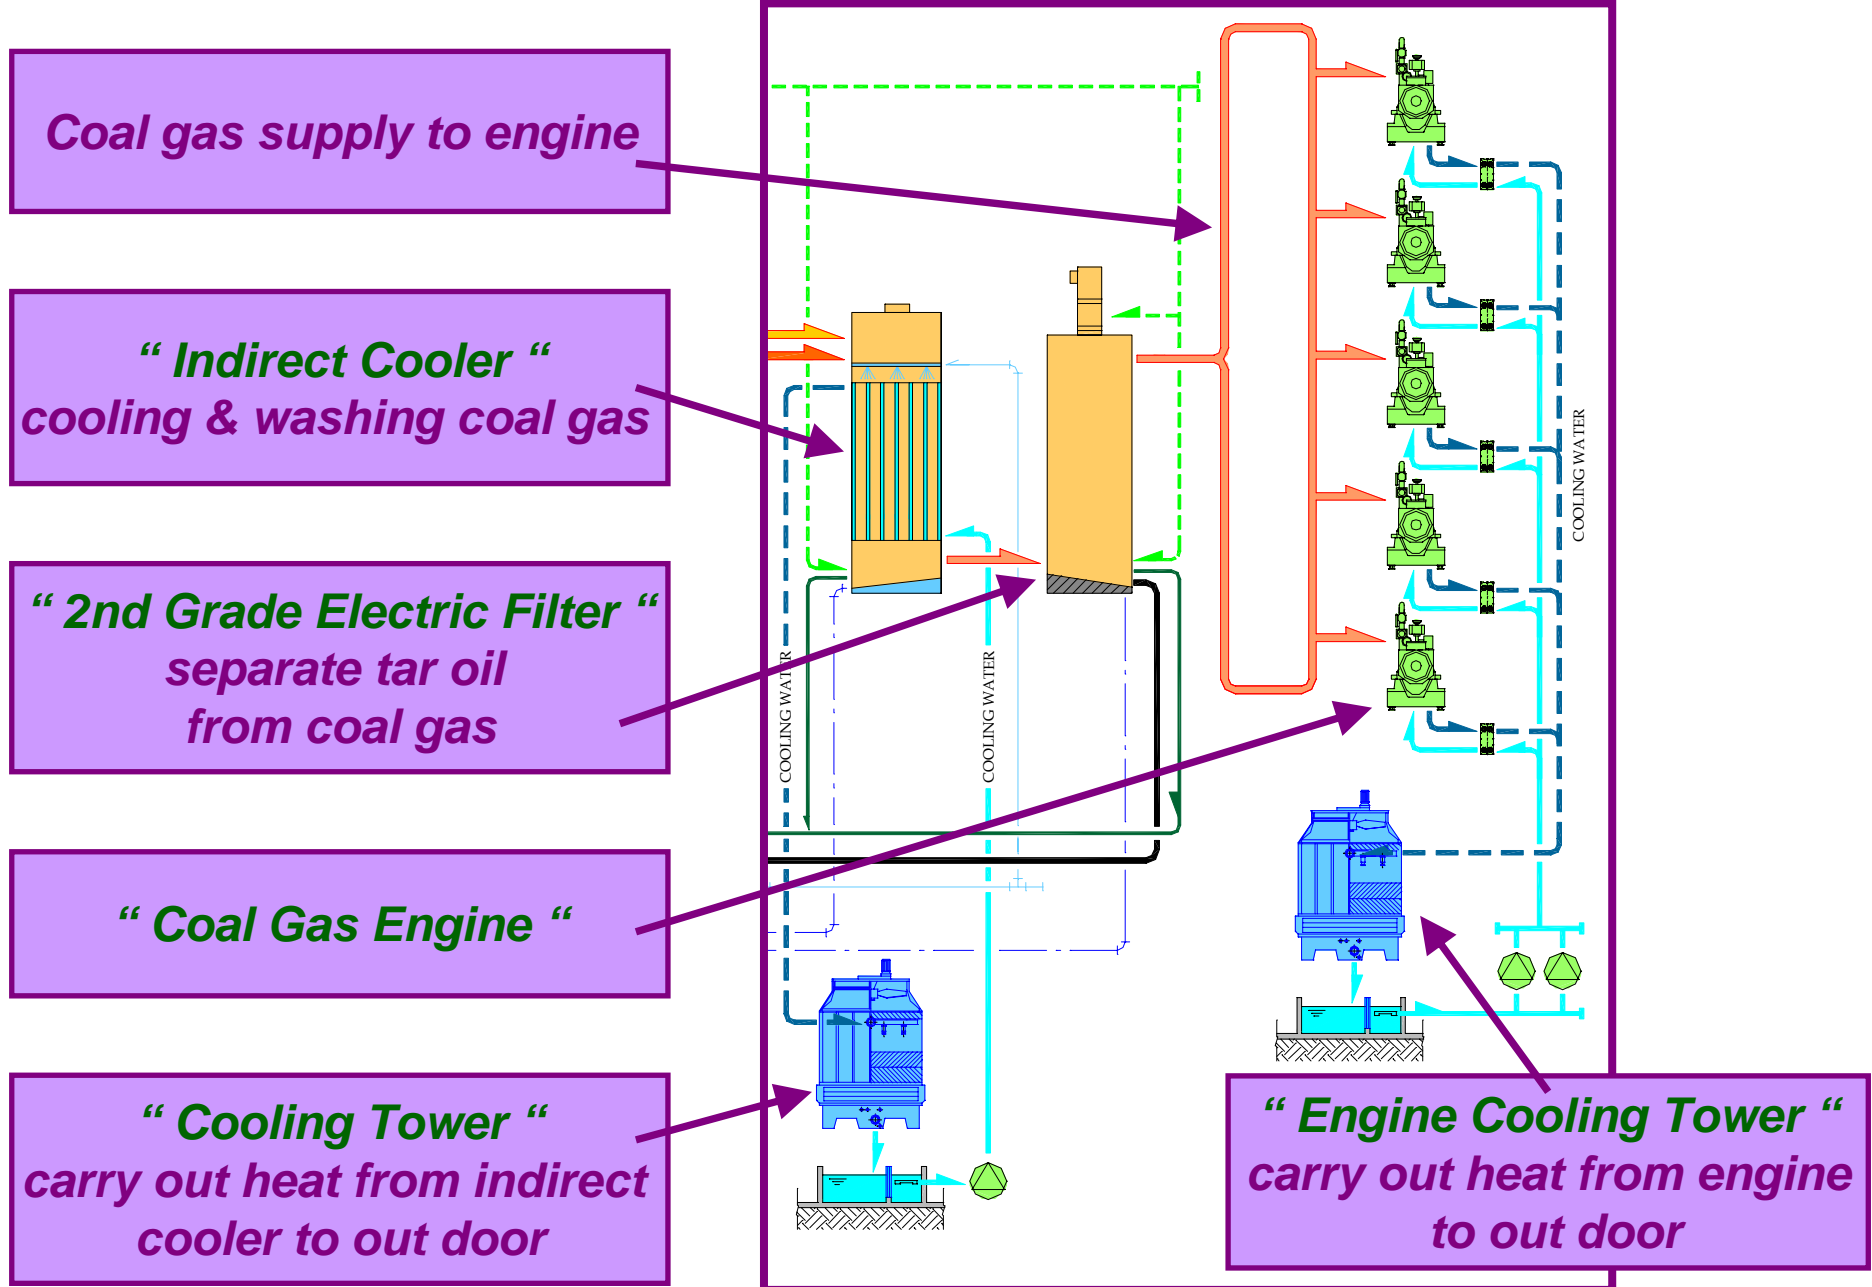 Coal gas supply to engine
“ Indirect Cooler “
cooling & washing coal gas
“ 2nd Grade Electric Filter “
separate tar oil
from coal gas
“ Coal Gas Engine “
“ Cooling Tower “
carry out heat from indirect
cooler to out door
COOLING WATER
COOLING WATER
COOLING WATER
“ Engine Cooling Tower “
carry out heat from engine
to out door